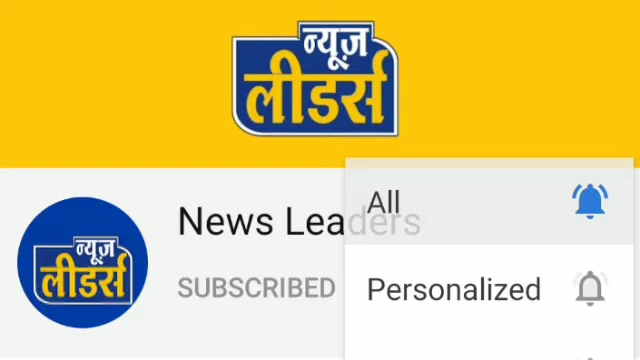 न्यूज़
लीडर्स
न्यूज़
लीडर्स
News Leaders
SUBSCRIBED
All
Personalized